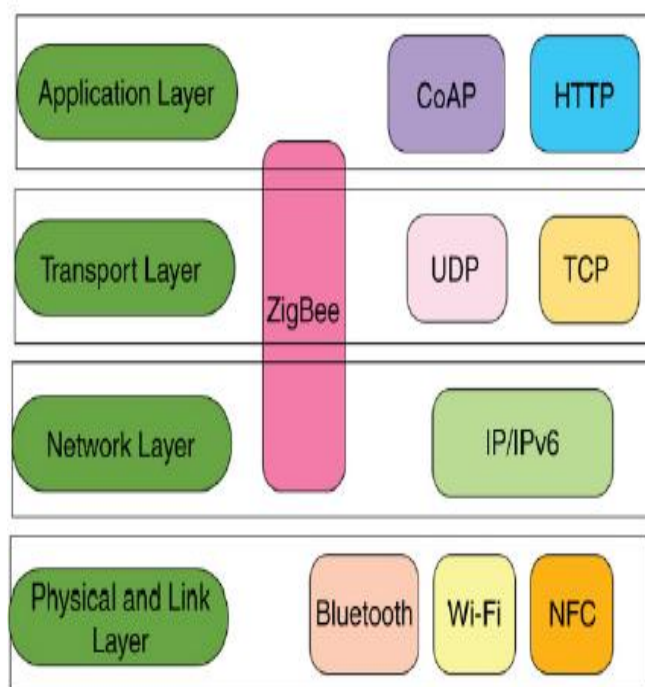 Application Layer
CoAP
HTTP
Transport Layer
ZigBee
UDP
TCP
Network Layer
IP/IPv6
Physical and Link
Layer
Bluetooth
Wi-Fi
NFC